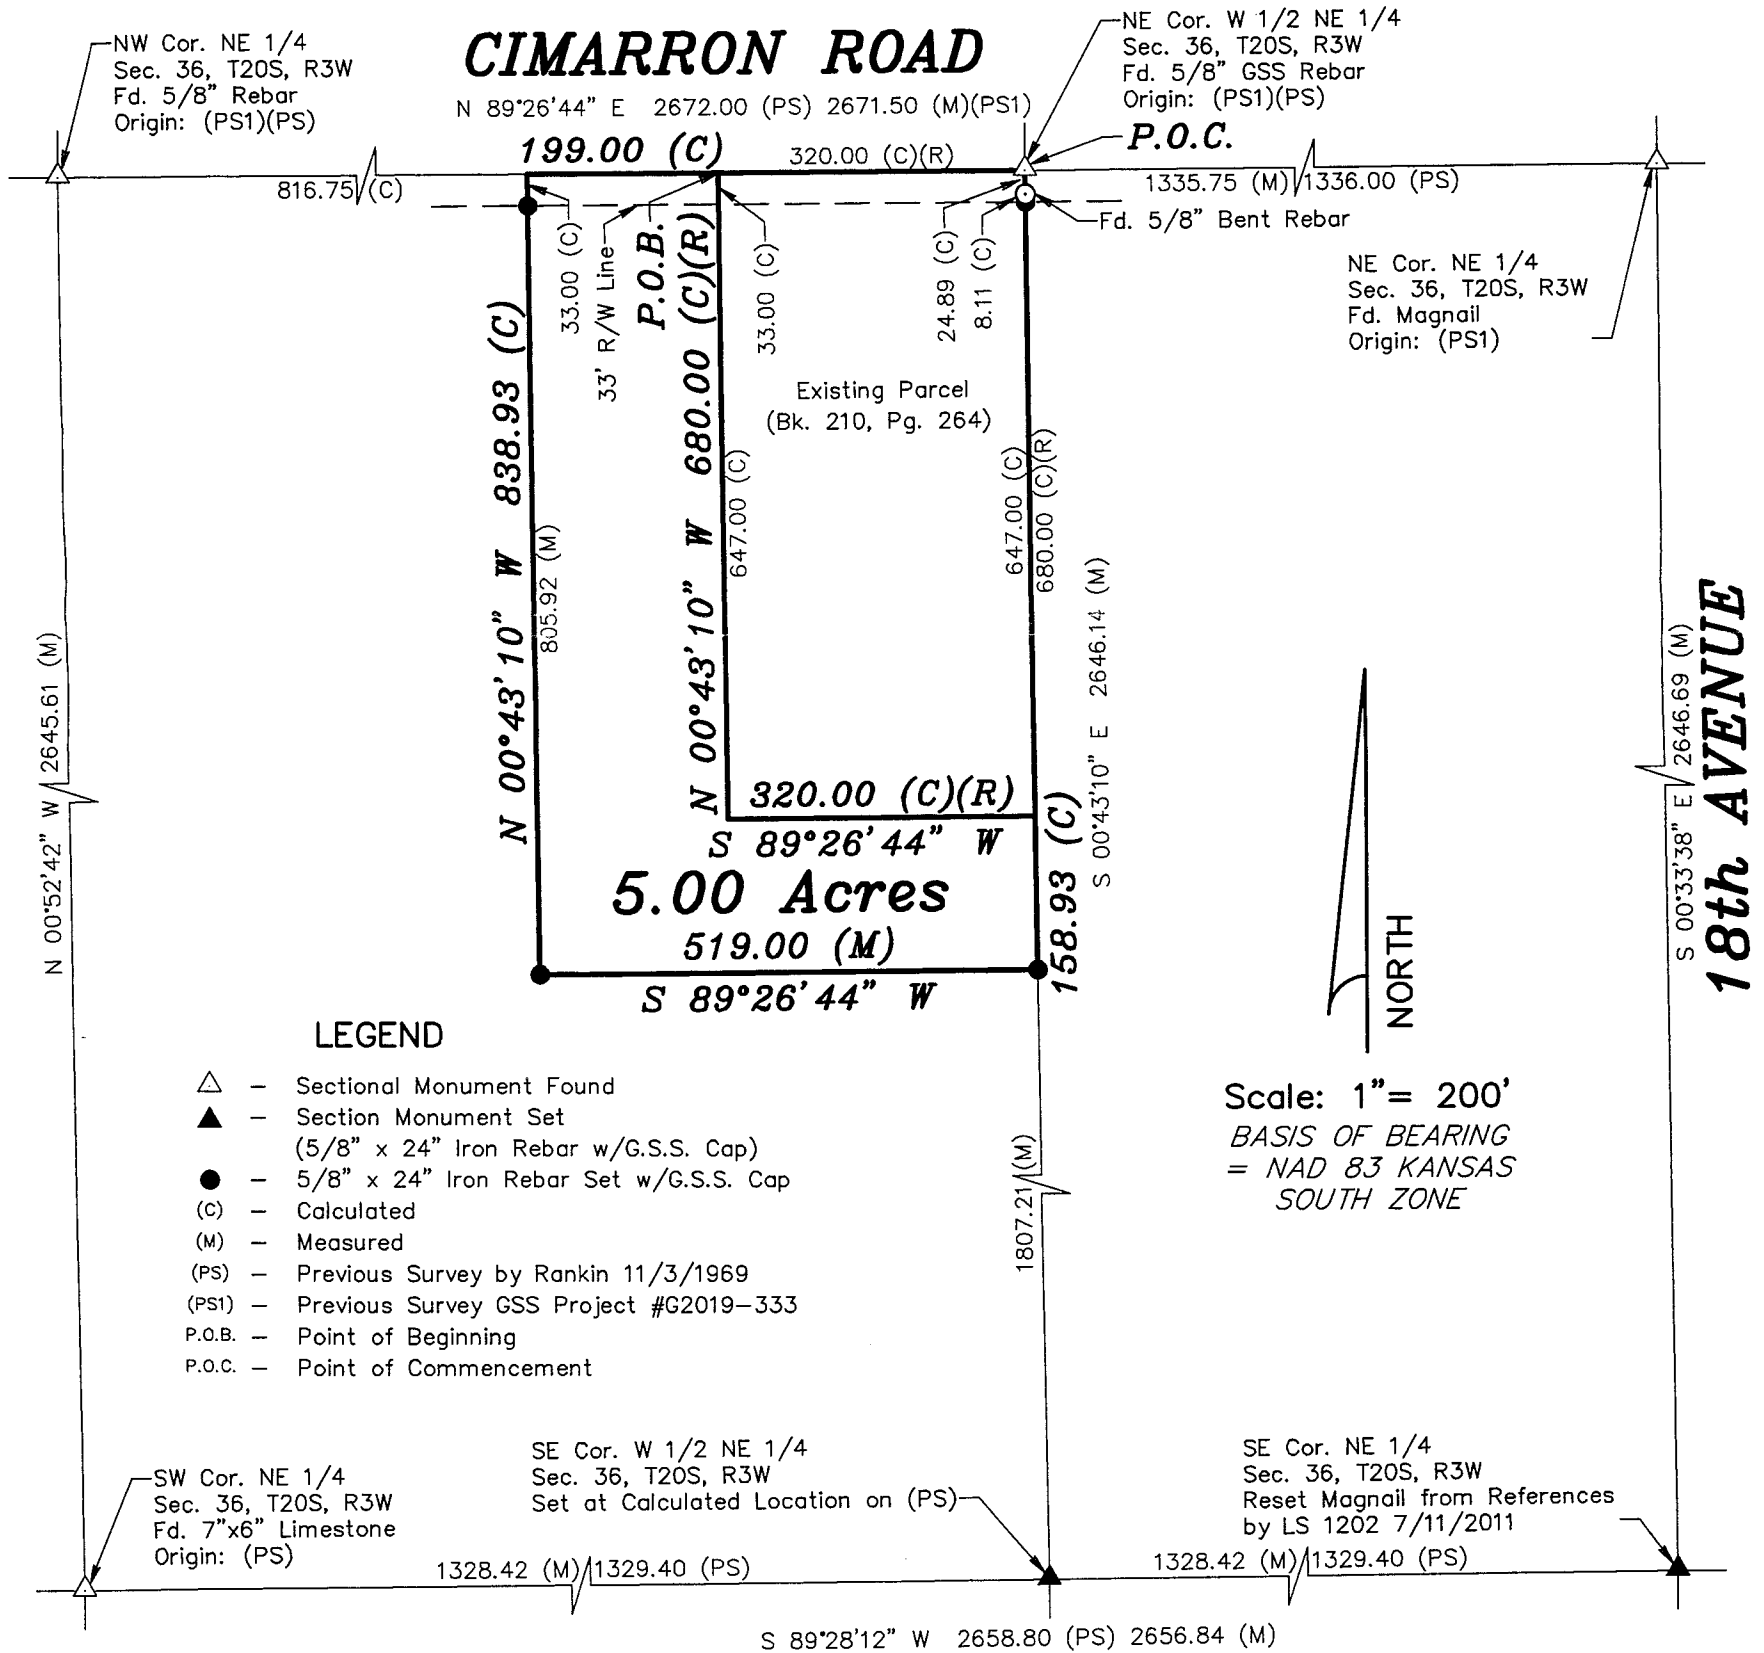 CIMARRON ROAD
N 89°26'44" E 2672.00 (PS) 2671.50 (M)(PS1)
NW Cor. NE 1/4
Sec. 36, T20S, R3W
Fd. 5/8" Rebar
Origin: (PS1)(PS)
NE Cor. W 1/2 NE 1/4
Sec. 36, T20S, R3W
Fd. 5/8" GSS Rebar
Origin: (PS1)(PS)
P.O.C.
199.00 (C)
320.00 (C)(R)
816.75 (C)
1335.75 (M)
1336.00 (PS)
Fd. 5/8" Bent Rebar
NE Cor. NE 1/4
Sec. 36, T20S, R3W
Fd. Magnail
Origin: (PS1)
33.00 (C)
33' R/W Line
P.O.B.
33.00 (C)
24.89 (C)
8.11 (C)
Existing Parcel
(Bk. 210, Pg. 264)
N 00°43'10" W 838.93 (C)
805.92 (M)
N 00°43'10" W 680.00 (C)(R)
647.00 (C)
647.00 (C)
680.00 (C)(R)
S 00°43'10" E 2646.14 (M)
N 00°52'42" W 2645.61 (M)
S 00°33'38" E 2646.69 (M)
18th AVENUE
320.00 (C)(R)
S 89°26'44" W
158.93 (C)
5.00 Acres
519.00 (M)
S 89°26'44" W
NORTH
Scale: 1"= 200'
BASIS OF BEARING
= NAD 83 KANSAS
SOUTH ZONE
LEGEND
– Sectional Monument Found
– Section Monument Set
(5/8" x 24" Iron Rebar w/G.S.S. Cap)
– 5/8" x 24" Iron Rebar Set w/G.S.S. Cap
(C) – Calculated
(M) – Measured
(PS) – Previous Survey by Rankin 11/3/1969
(PS1) – Previous Survey GSS Project #G2019–333
P.O.B. – Point of Beginning
P.O.C. – Point of Commencement
1807.21 (M)
SW Cor. NE 1/4
Sec. 36, T20S, R3W
Fd. 7"x6" Limestone
Origin: (PS)
SE Cor. W 1/2 NE 1/4
Sec. 36, T20S, R3W
Set at Calculated Location on (PS)
SE Cor. NE 1/4
Sec. 36, T20S, R3W
Reset Magnail from References
by LS 1202 7/11/2011
1328.42 (M)
1329.40 (PS)
1328.42 (M)
1329.40 (PS)
S 89°28'12" W 2658.80 (PS) 2656.84 (M)